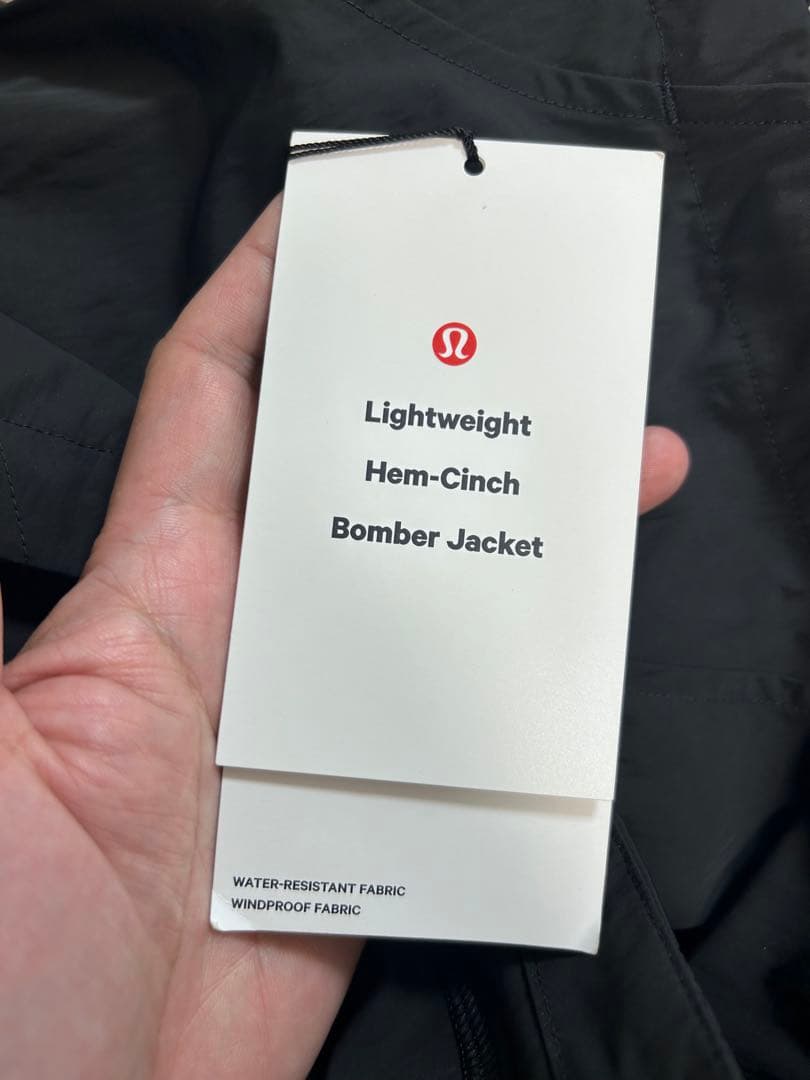 Lightweight
Hem-Cinch
Bomber Jacket
WATER-RESISTANT FABRIC
WINDPROOF FABRIC